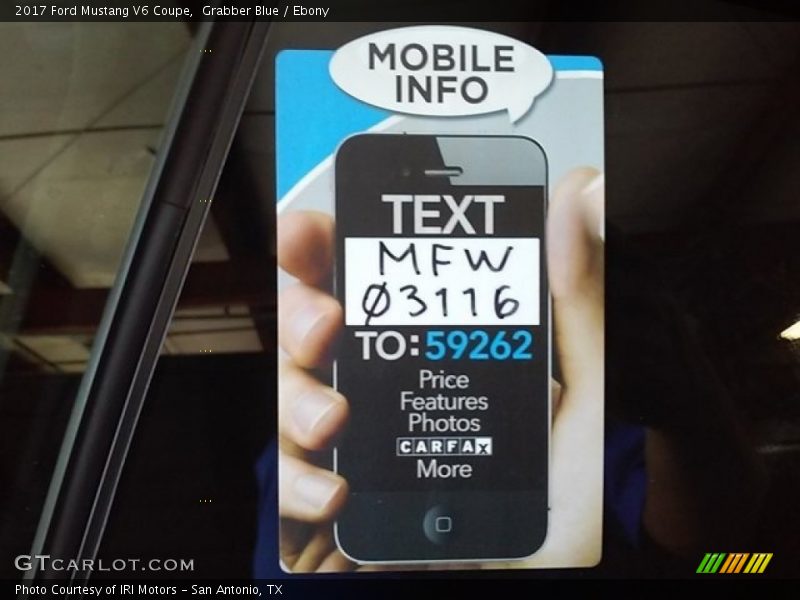 2017 Ford Mustang V6 Coupe,  Grabber Blue / Ebony
MOBILE
INFO
TEXT
MFW
Ø3116
TO: 59262
Price
Features
Photos
CARFAX
More
GTCARLOT.COM
Photo Courtesy of IRI Motors - San Antonio, TX